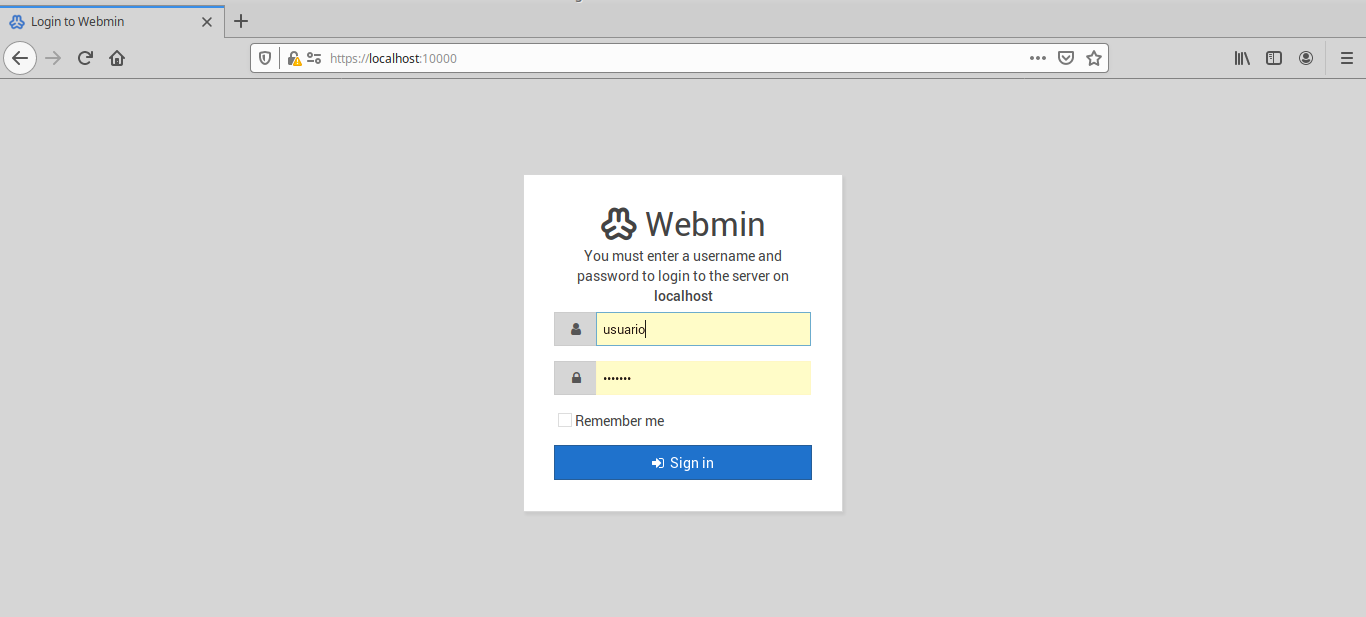 Login to Webmin
https://localhost:10000
Webmin
You must enter a username and
password to login to the server on
localhost
usuario
•••••••
Remember me
Sign in